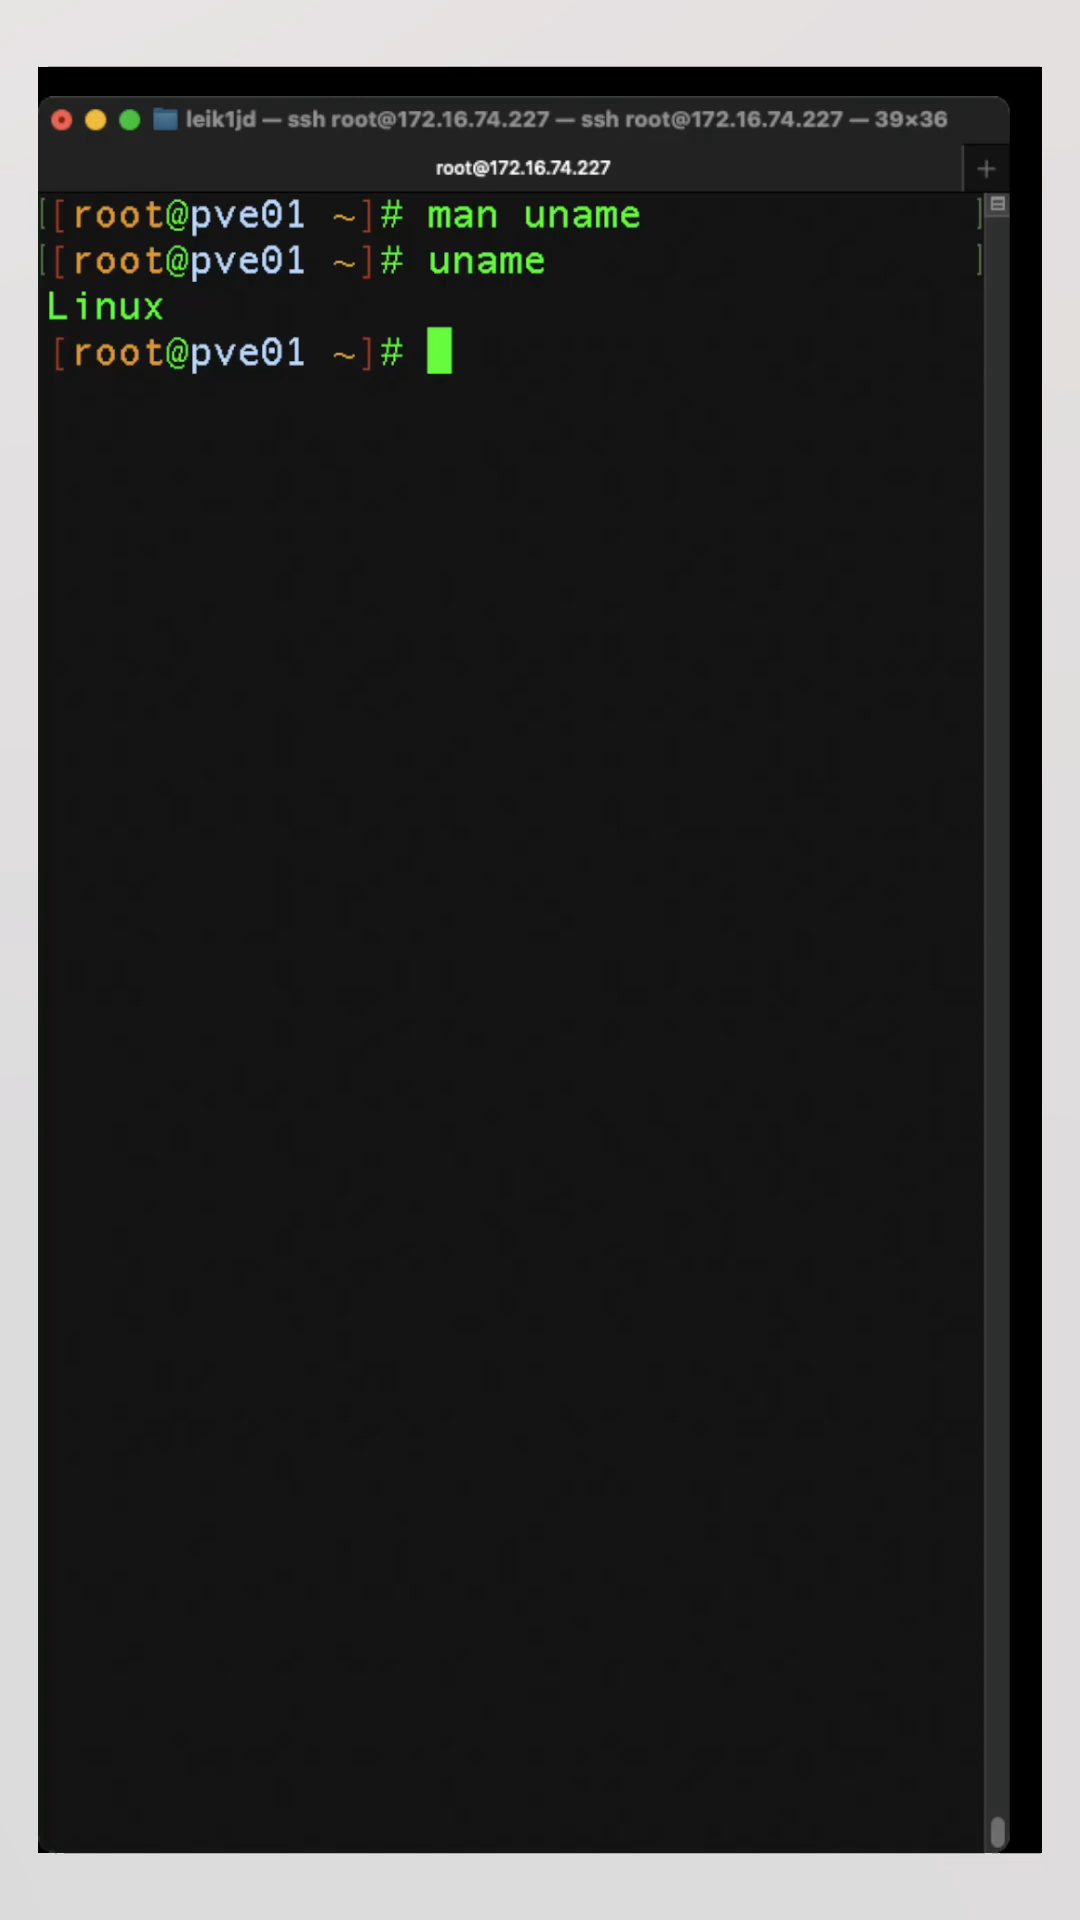 leik1jd — ssh root@172.16.74.227 — ssh root@172.16.74.227 — 39×36
root@172.16.74.227 +
[[root@pve01 ~]# man uname ]
[[root@pve01 ~]# uname ]
Linux
[root@pve01 ~]#